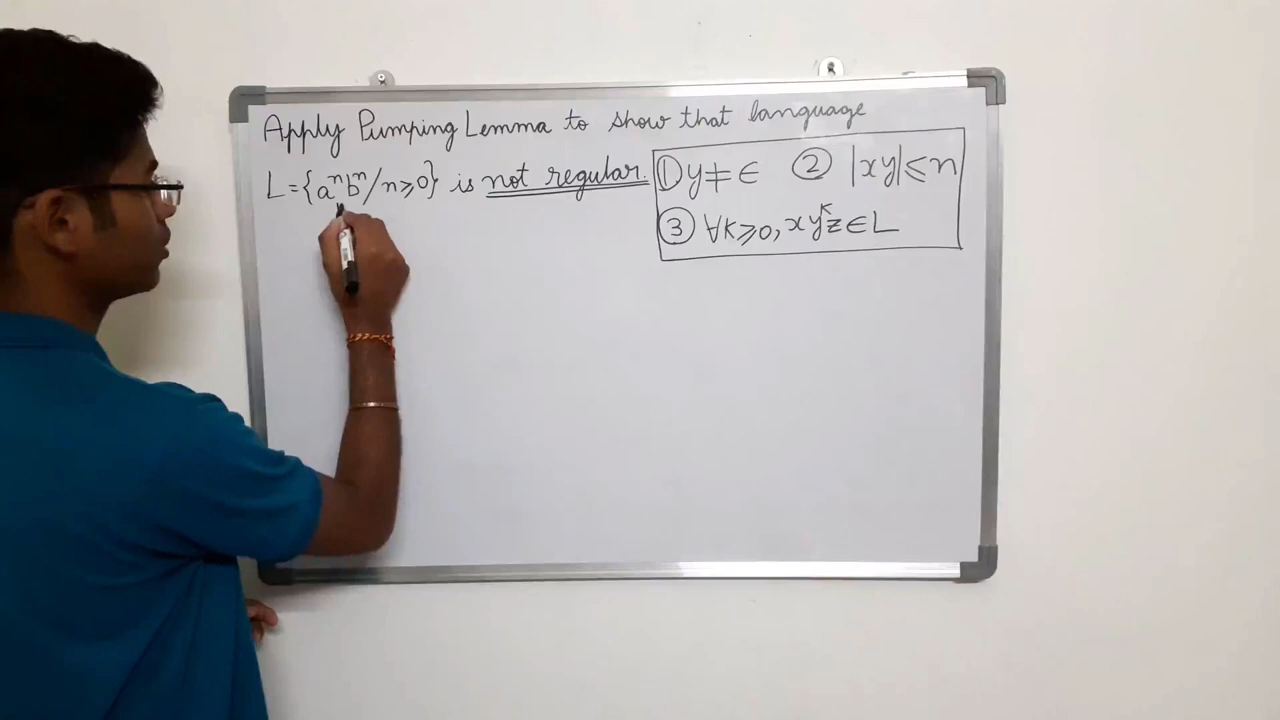 Apply Pumping Lemma to show that language
L = {aⁿbⁿ/n⩾0} is not regular.
① y≠∈ ② |xy|⩽n
③ ∀K⩾0, xyᴷz∈L